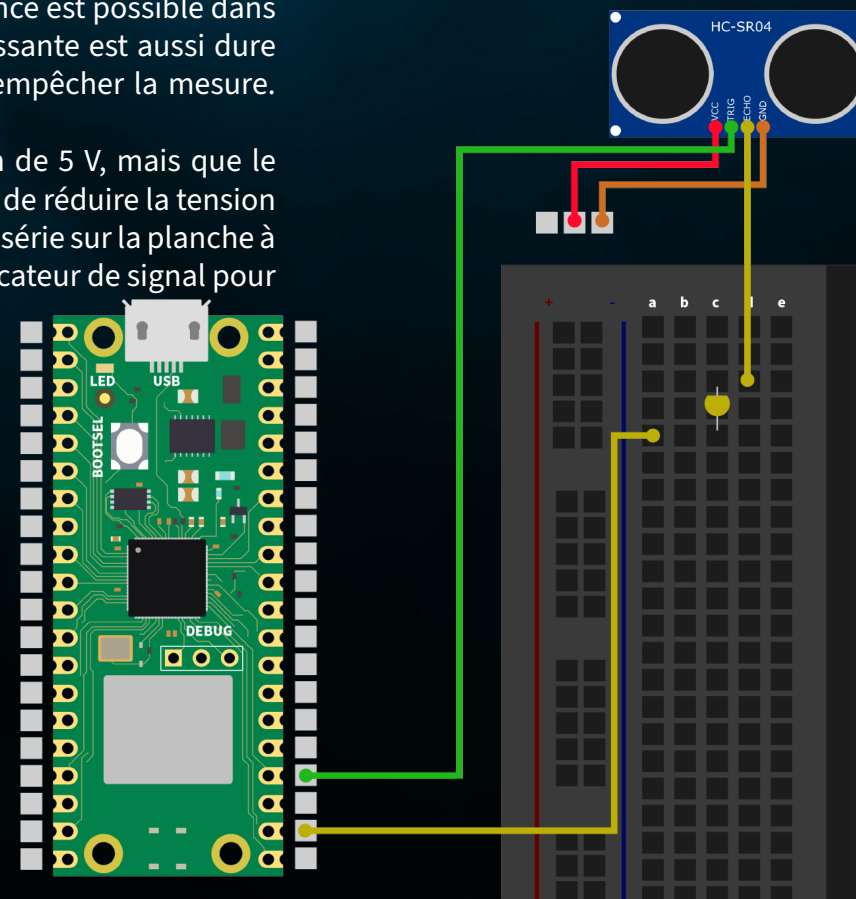 nce est possible dans
ssante est aussi dure
empêcher la mesure.
n de 5 V, mais que le
de réduire la tension
série sur la planche à
cateur de signal pour
HC-SR04
VCC
TRIG
ECHO
GND
+ - a b c d e
LED USB
BOOTSEL
DEBUG